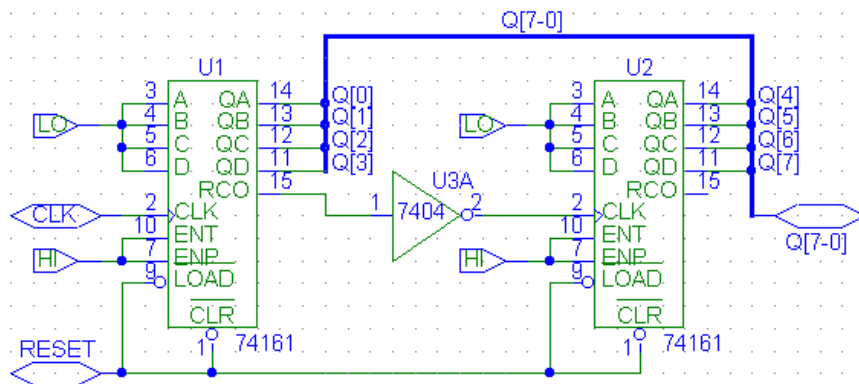 Q[7-0]
U1
U2
3 A QA 14 Q[0]
4 B QB 13 Q[1]
5 C QC 12 Q[2]
6 D QD 11 Q[3]
RCO 15
LO
CLK
2 CLK
10 ENT
7 ENP
HI
9 LOAD
CLR
1
74161
RESET
U3A
1 7404 2
LO
3 A QA 14 Q[4]
4 B QB 13 Q[5]
5 C QC 12 Q[6]
6 D QD 11 Q[7]
RCO 15
2 CLK
10 ENT
7 ENP
HI
9 LOAD
CLR
1
74161
Q[7-0]